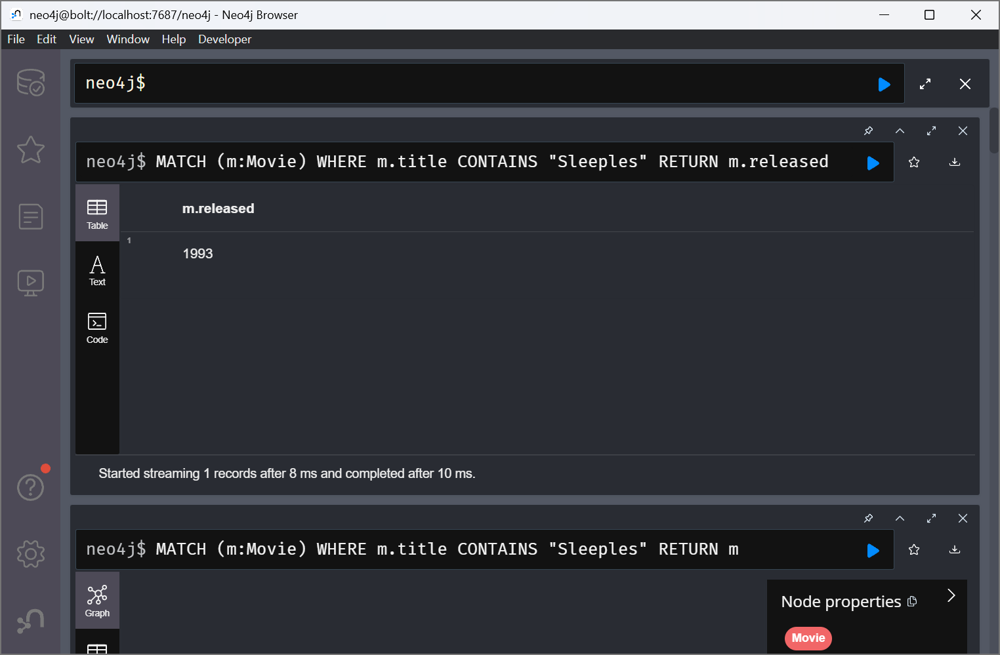 neo4j@bolt://localhost:7687/neo4j - Neo4j Browser
File Edit View Window Help Developer
neo4j$
neo4j$ MATCH (m:Movie) WHERE m.title CONTAINS "Sleeples" RETURN m.released
Table
m.released
1
1993
Text
Code
Started streaming 1 records after 8 ms and completed after 10 ms.
neo4j$ MATCH (m:Movie) WHERE m.title CONTAINS "Sleeples" RETURN m
Graph
Node properties
Movie